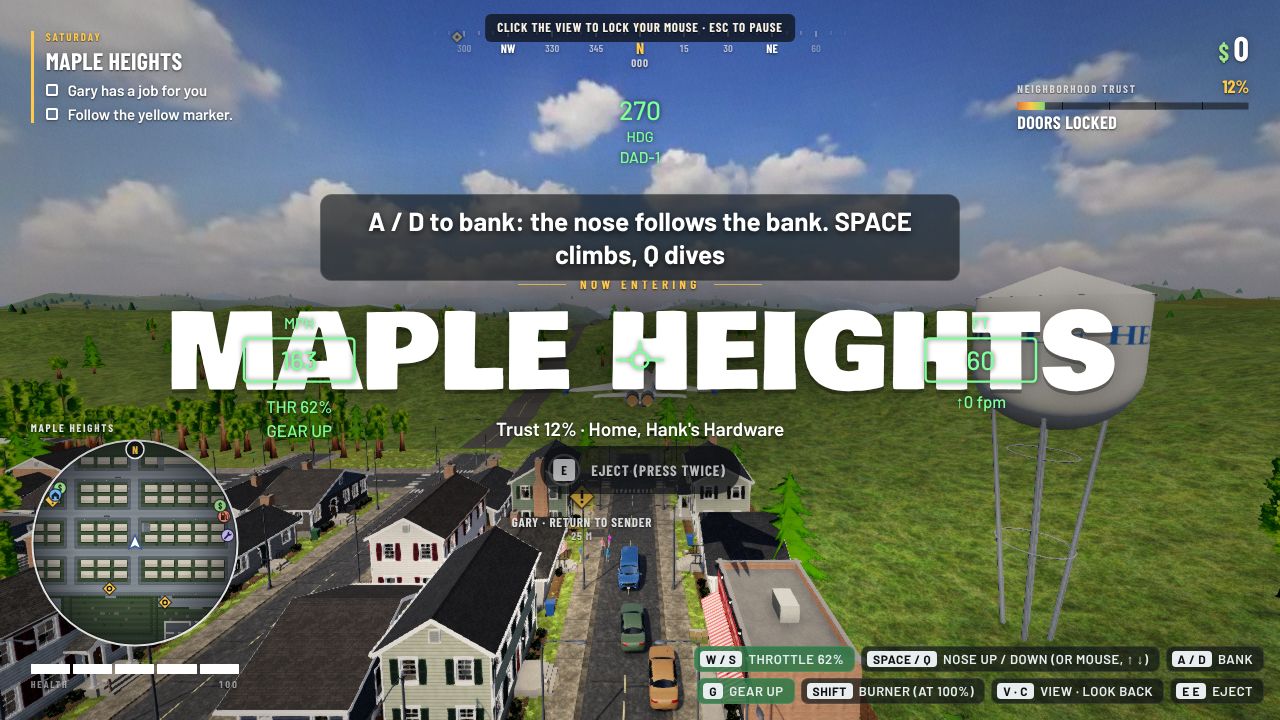 CLICK THE VIEW TO LOCK YOUR MOUSE · ESC TO PAUSE
300 NW 330 345 N 15 30 NE 60
000
SATURDAY
MAPLE HEIGHTS
Gary has a job for you
Follow the yellow marker.
$ 0
NEIGHBORHOOD TRUST 12%
DOORS LOCKED
270
HDG
DAD-1
A / D to bank: the nose follows the bank. SPACE
climbs, Q dives
NOW ENTERING
MAPLE HEIGHTS
HE
MPH
163
THR 62%
GEAR UP
FT
60
↑0 fpm
Trust 12% · Home, Hank's Hardware
E EJECT (PRESS TWICE)
GARY · RETURN TO SENDER
25 M
MAPLE HEIGHTS
N
HEALTH 100
W / S THROTTLE 62% SPACE / Q NOSE UP / DOWN (OR MOUSE, ↑ ↓) A / D BANK
G GEAR UP SHIFT BURNER (AT 100%) V · C VIEW · LOOK BACK E E EJECT